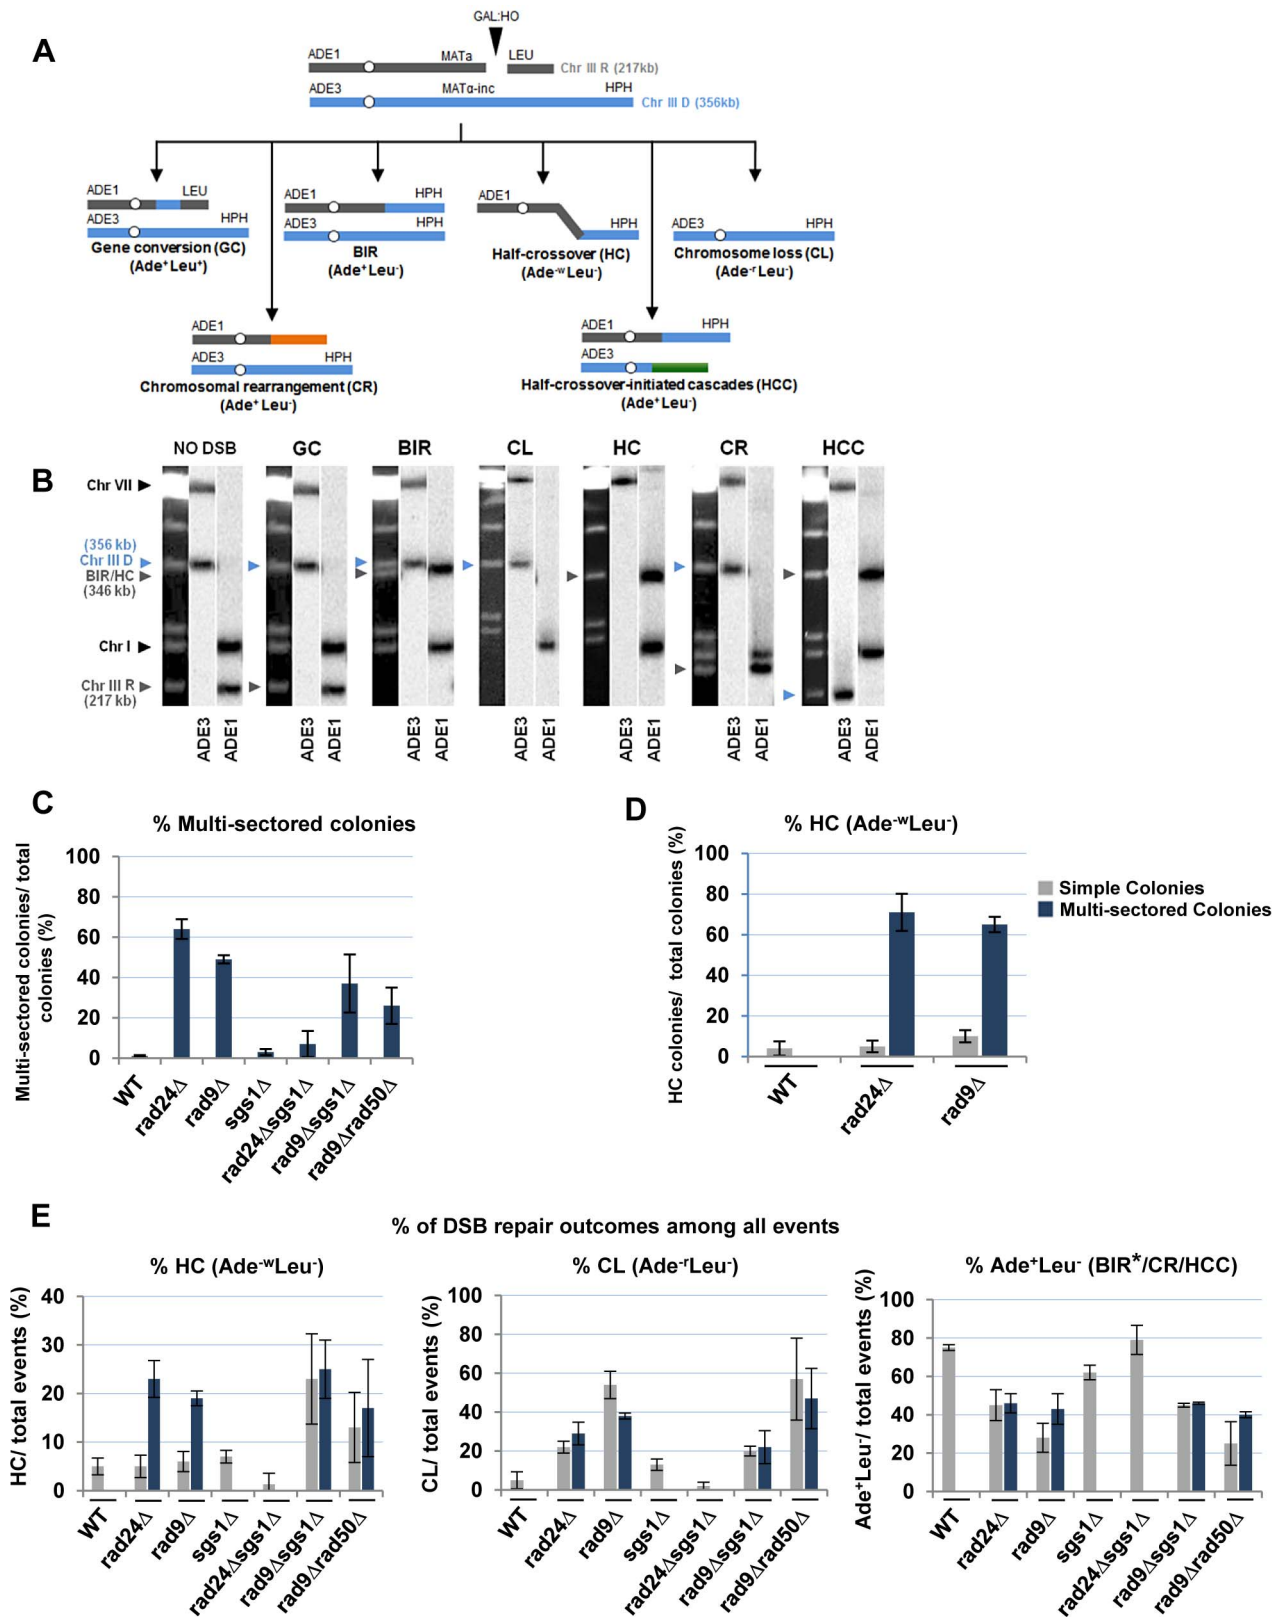 A
GAL:HO
ADE1 MATa LEU
Chr III R (217kb)
ADE3 MATα-inc HPH
Chr III D (356kb)
ADE1 LEU
ADE3 HPH
Gene conversion (GC)
(Ade⁺Leu⁺)
ADE1 HPH
ADE3 HPH
BIR
(Ade⁺Leu⁻)
ADE1
HPH
Half-crossover (HC)
(Ade⁻ʷLeu⁻)
ADE3 HPH
Chromosome loss (CL)
(Ade⁻ʳLeu⁻)
ADE1
ADE3 HPH
Chromosomal rearrangement (CR)
(Ade⁺Leu⁻)
ADE1 HPH
ADE3
Half-crossover-initiated cascades (HCC)
(Ade⁺Leu⁻)
B
NO DSB GC BIR CL HC CR HCC
Chr VII
(356 kb)
Chr III D
BIR/HC
(346 kb)
Chr I
Chr III R
(217 kb)
ADE3 ADE1 ADE3 ADE1 ADE3 ADE1 ADE3 ADE1 ADE3 ADE1 ADE3 ADE1 ADE3 ADE1
C
% Multi-sectored colonies
Multi-sectored colonies/ total
colonies (%)
100
80
60
40
20
0
WT rad24Δ rad9Δ sgs1Δ rad24Δsgs1Δ rad9Δsgs1Δ rad9Δrad50Δ
D
% HC (Ade⁻ʷLeu⁻)
HC colonies/ total colonies (%)
100
80
60
40
20
0
WT rad24Δ rad9Δ
Simple Colonies
Multi-sectored Colonies
E
% of DSB repair outcomes among all events
% HC (Ade⁻ʷLeu⁻)
HC/ total events (%)
40
30
20
10
0
WT rad24Δ rad9Δ sgs1Δ rad24Δsgs1Δ rad9Δsgs1Δ rad9Δrad50Δ
% CL (Ade⁻ʳLeu⁻)
CL/ total events (%)
100
80
60
40
20
0
WT rad24Δ rad9Δ sgs1Δ rad24Δsgs1Δ rad9Δsgs1Δ rad9Δrad50Δ
% Ade⁺Leu⁻ (BIR*/CR/HCC)
Ade⁺Leu⁻/ total events (%)
100
80
60
40
20
0
WT rad24Δ rad9Δ sgs1Δ rad24Δsgs1Δ rad9Δsgs1Δ rad9Δrad50Δ